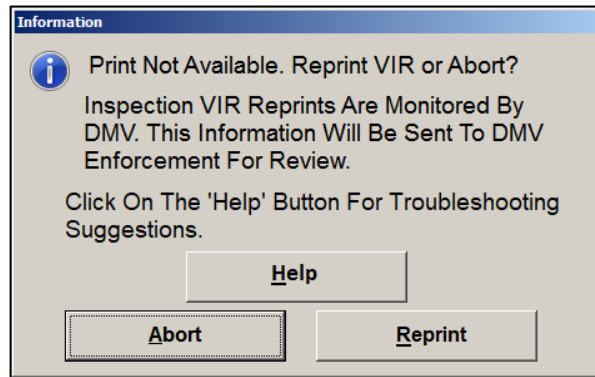 Information
Print Not Available. Reprint VIR or Abort?
Inspection VIR Reprints Are Monitored By
DMV. This Information Will Be Sent To DMV
Enforcement For Review.
Click On The 'Help' Button For Troubleshooting
Suggestions.
Help
Abort
Reprint